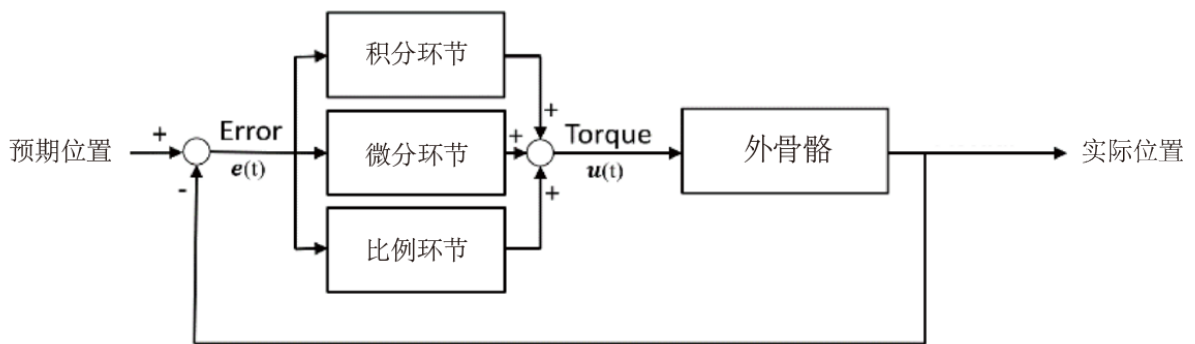 积分环节
+
+ Error + Torque
预期位置 微分环节 外骨骼 实际位置
e(t) u(t)
-
+
比例环节